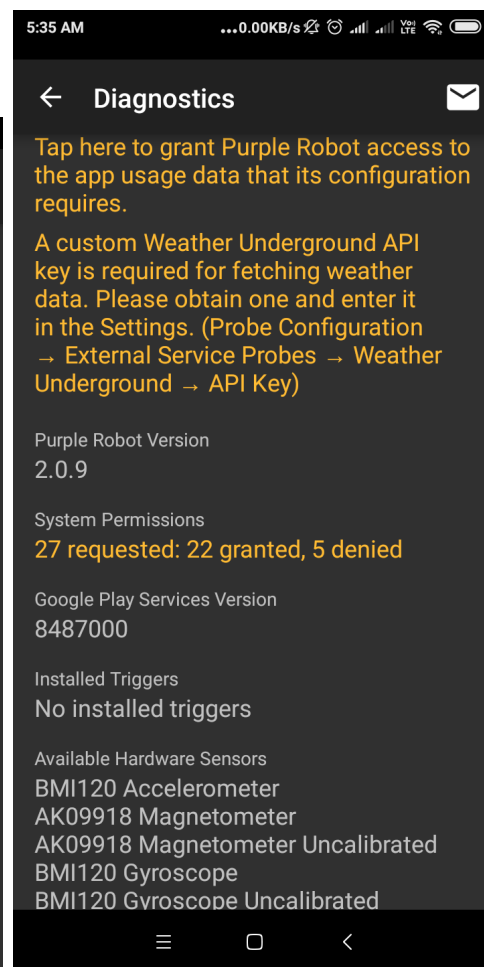 5:35 AM ...0.00KB/s Vo) LTE
Diagnostics
Tap here to grant Purple Robot access to
the app usage data that its configuration
requires.
A custom Weather Underground API
key is required for fetching weather
data. Please obtain one and enter it
in the Settings. (Probe Configuration
→ External Service Probes → Weather
Underground → API Key)
Purple Robot Version
2.0.9
System Permissions
27 requested: 22 granted, 5 denied
Google Play Services Version
8487000
Installed Triggers
No installed triggers
Available Hardware Sensors
BMI120 Accelerometer
AK09918 Magnetometer
AK09918 Magnetometer Uncalibrated
BMI120 Gyroscope
BMI120 Gyroscope Uncalibrated